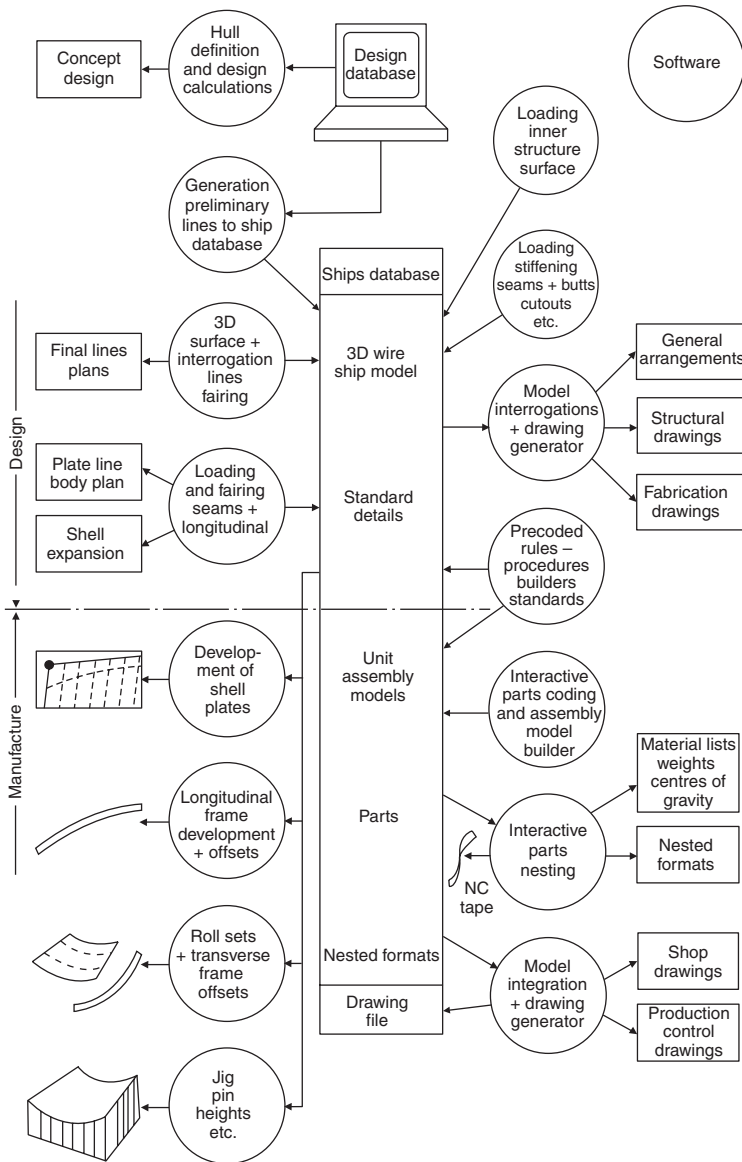 Concept
design
Hull
definition
and design
calculations
Design
database
Software
Loading
inner
structure
surface
Generation
preliminary
lines to ship
database
Ships database
Loading
stiffening
seams + butts
cutouts
etc.
Final lines
plans
3D
surface +
interrogation
lines
fairing
3D wire
ship model
Model
interrogations
+ drawing
generator
General
arrangements
Structural
drawings
Fabrication
drawings
Design
Plate line
body plan
Shell
expansion
Loading
and fairing
seams +
longitudinal
Standard
details
Precoded
rules –
procedures
builders
standards
Manufacture
Develop-
ment of
shell
plates
Unit
assembly
models
Interactive
parts coding
and assembly
model
builder
Longitudinal
frame
development
+ offsets
Parts
NC
tape
Interactive
parts
nesting
Material lists
weights
centres of
gravity
Nested
formats
Roll sets
+ transverse
frame
offsets
Nested formats
Drawing
file
Model
integration
+ drawing
generator
Shop
drawings
Production
control
drawings
Jig
pin
heights
etc.